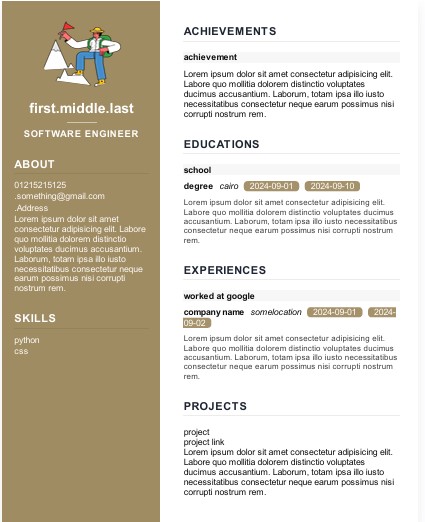 first.middle.last
SOFTWARE ENGINEER
ABOUT
01215215125
.something@gmail.com
.Address
Lorem ipsum dolor sit amet
consectetur adipisicing elit. Labore
quo mollitia dolorem distinctio
voluptates ducimus accusantium.
Laborum, totam ipsa illo iusto
necessitatibus consectetur neque
earum possimus nisi corrupti
nostrum rem.
SKILLS
python
css
ACHIEVEMENTS
achievement
Lorem ipsum dolor sit amet consectetur adipisicing elit.
Labore quo mollitia dolorem distinctio voluptates
ducimus accusantium. Laborum, totam ipsa illo iusto
necessitatibus consectetur neque earum possimus nisi
corrupti nostrum rem.
EDUCATIONS
school
degree cairo 2024-09-01 2024-09-10
Lorem ipsum dolor sit amet consectetur adipisicing elit.
Labore quo mollitia dolorem distinctio voluptates ducimus
accusantium. Laborum, totam ipsa illo iusto necessitatibus
consectetur neque earum possimus nisi corrupti nostrum
rem.
EXPERIENCES
worked at google
company name somelocation 2024-09-01 2024-
09-02
Lorem ipsum dolor sit amet consectetur adipisicing elit.
Labore quo mollitia dolorem distinctio voluptates ducimus
accusantium. Laborum, totam ipsa illo iusto necessitatibus
consectetur neque earum possimus nisi corrupti nostrum
rem.
PROJECTS
project
project link
Lorem ipsum dolor sit amet consectetur adipisicing elit.
Labore quo mollitia dolorem distinctio voluptates
ducimus accusantium. Laborum, totam ipsa illo iusto
necessitatibus consectetur neque earum possimus nisi
corrupti nostrum rem.